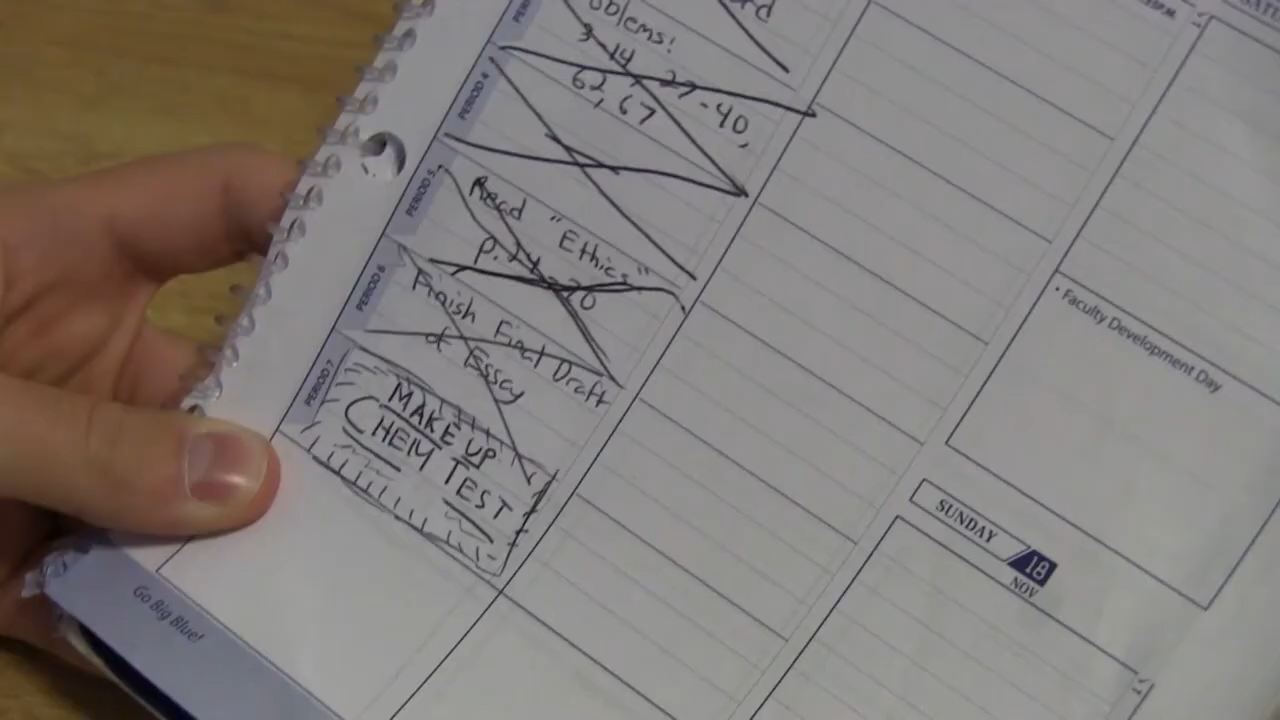 oblems!
3
14, 27-40,
62, 67
PERIOD 4
PERIOD 5
Read "Ethics"
PERIOD 6
Finish Final Draft
of Essay
PERIOD 7
MAKE UP
CHEM TEST
Go Big Blue!
• Faculty Development Day
SUNDAY
18
NOV